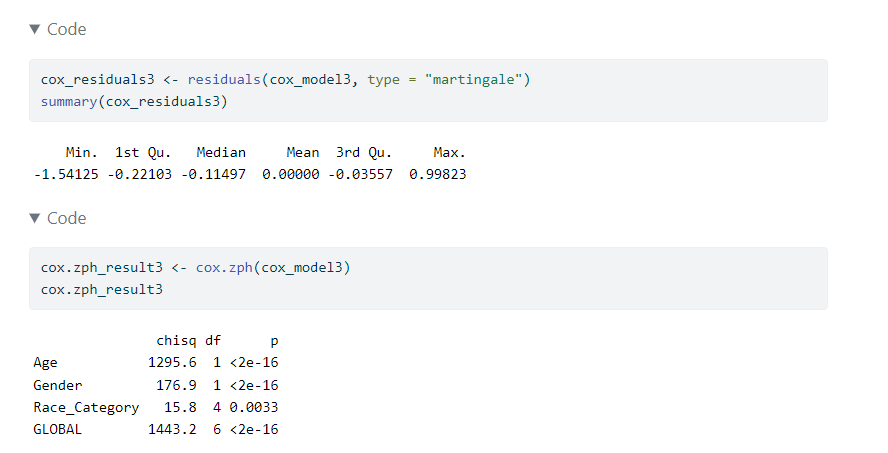 ▼ Code
cox_residuals3 <- residuals(cox_model3, type = "martingale")
summary(cox_residuals3)
    Min.  1st Qu.   Median     Mean  3rd Qu.     Max.
-1.54125 -0.22103 -0.11497  0.00000 -0.03557  0.99823
▼ Code
cox.zph_result3 <- cox.zph(cox_model3)
cox.zph_result3
               chisq df       p
Age           1295.6  1 <2e-16
Gender         176.9  1 <2e-16
Race_Category   15.8  4 0.0033
GLOBAL        1443.2  6 <2e-16